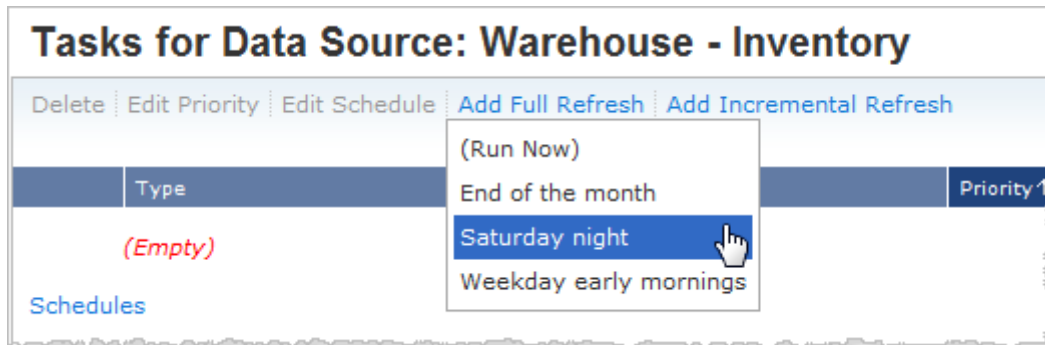 Tasks for Data Source: Warehouse - Inventory
Delete Edit Priority Edit Schedule Add Full Refresh Add Incremental Refresh
(Run Now)
Type End of the month Priority
(Empty) Saturday night
Weekday early mornings
Schedules